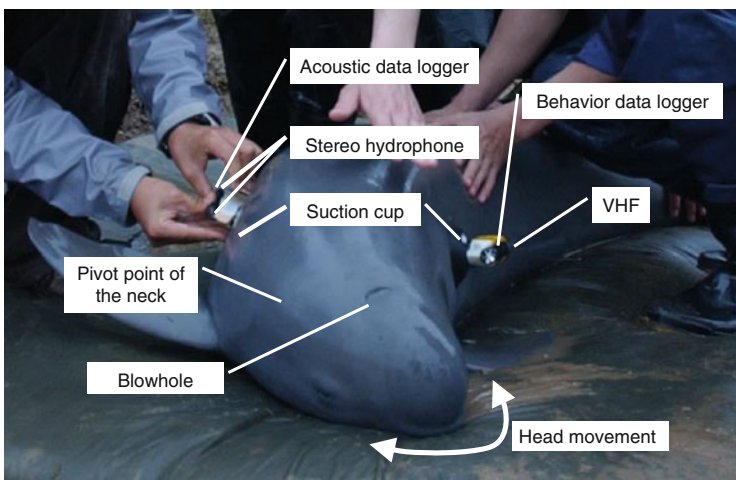 Acoustic data logger
Behavior data logger
Stereo hydrophone
Suction cup
VHF
Pivot point of
the neck
Blowhole
Head movement